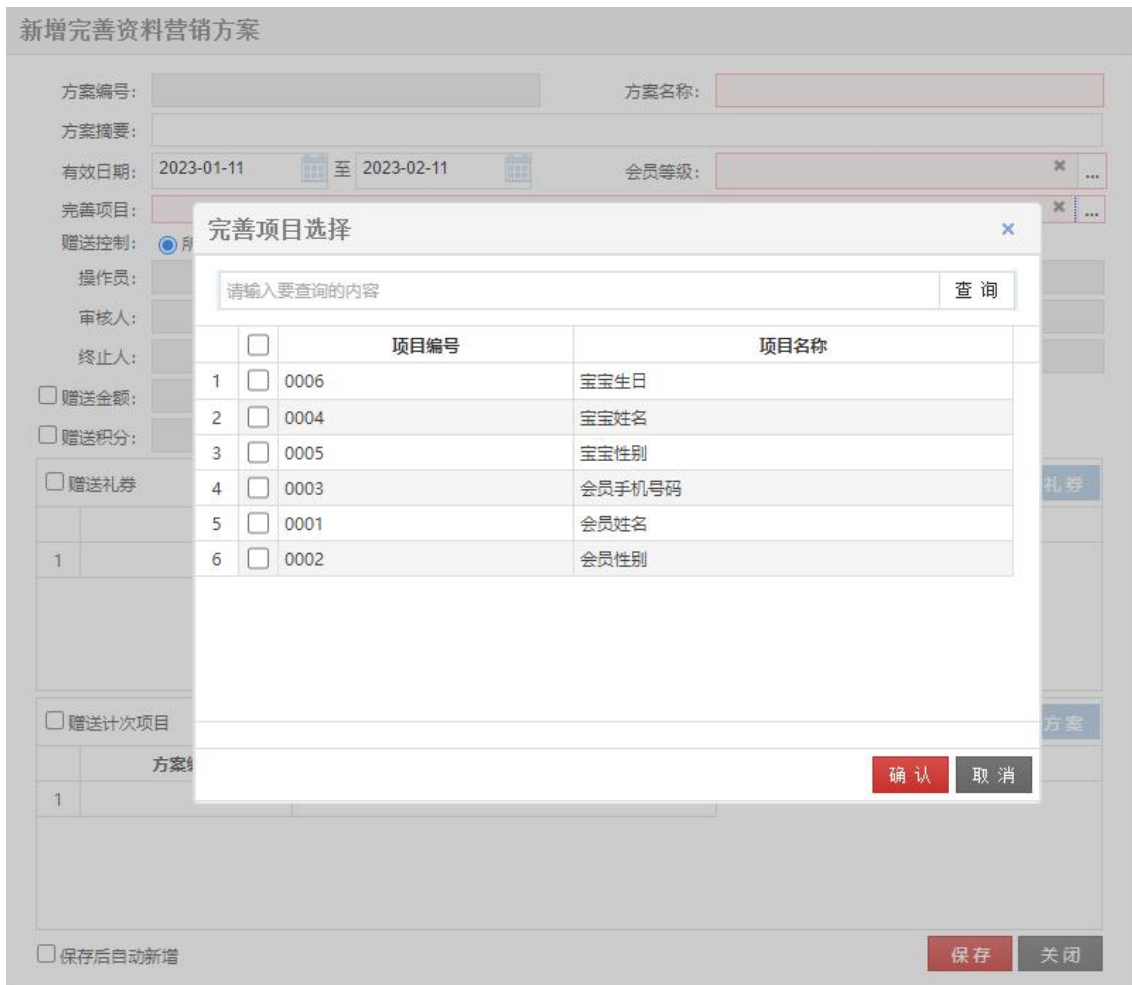 新增完善资料营销方案
方案编号: 方案名称:
方案摘要:
有效日期: 2023-01-11 至 2023-02-11 会员等级: ...
完善项目: ...
完善项目选择
赠送控制: 所
操作员:
请输入要查询的内容 查询
审核人:
项目编号 项目名称
终止人:
1 0006 宝宝生日
赠送金额:
2 0004 宝宝姓名
赠送积分:
3 0005 宝宝性别
赠送礼券 4 0003 会员手机号码 礼券
5 0001 会员姓名
1 6 0002 会员性别
赠送计次项目 方案
方案
确认 取消
1
保存后自动新增 保存 关闭